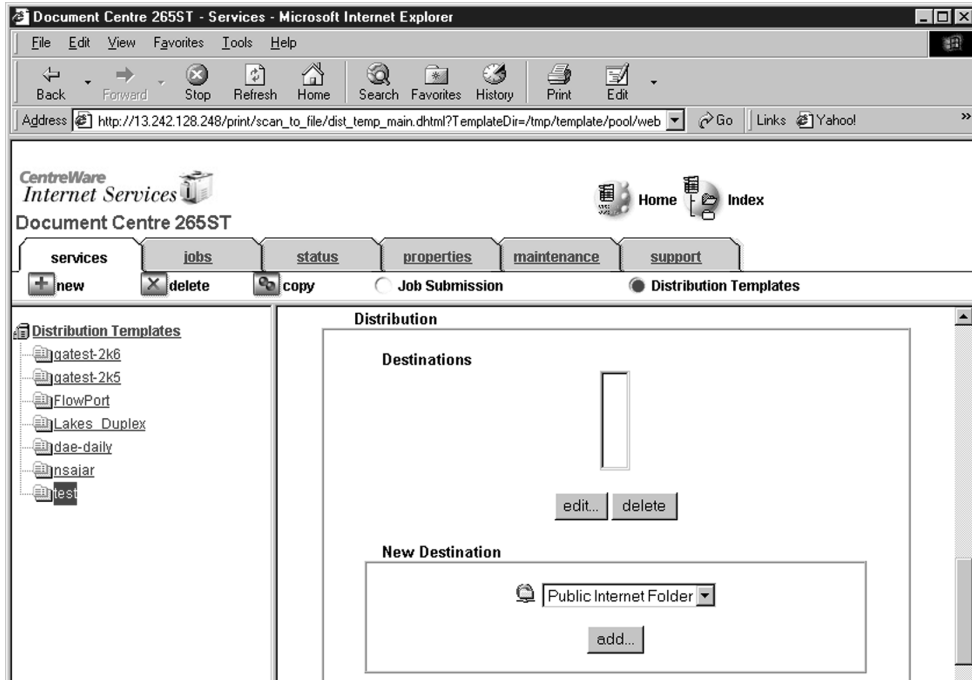 Document Centre 265ST - Services - Microsoft Internet Explorer
File Edit View Favorites Tools Help
Back Forward Stop Refresh Home Search Favorites History Print Edit
Address http://13.242.128.248/print/scan_to_file/dist_temp_main.dhtml?TemplateDir=/tmp/template/pool/web Go Links Yahoo! »
CentreWare
Internet Services
Document Centre 265ST
Home Index
services jobs status properties maintenance support
new delete copy Job Submission Distribution Templates
Distribution Templates
qatest-2k6
qatest-2k5
FlowPort
Lakes_Duplex
dae-daily
nsajar
test
Distribution
Destinations
edit... delete
New Destination
Public Internet Folder
add...